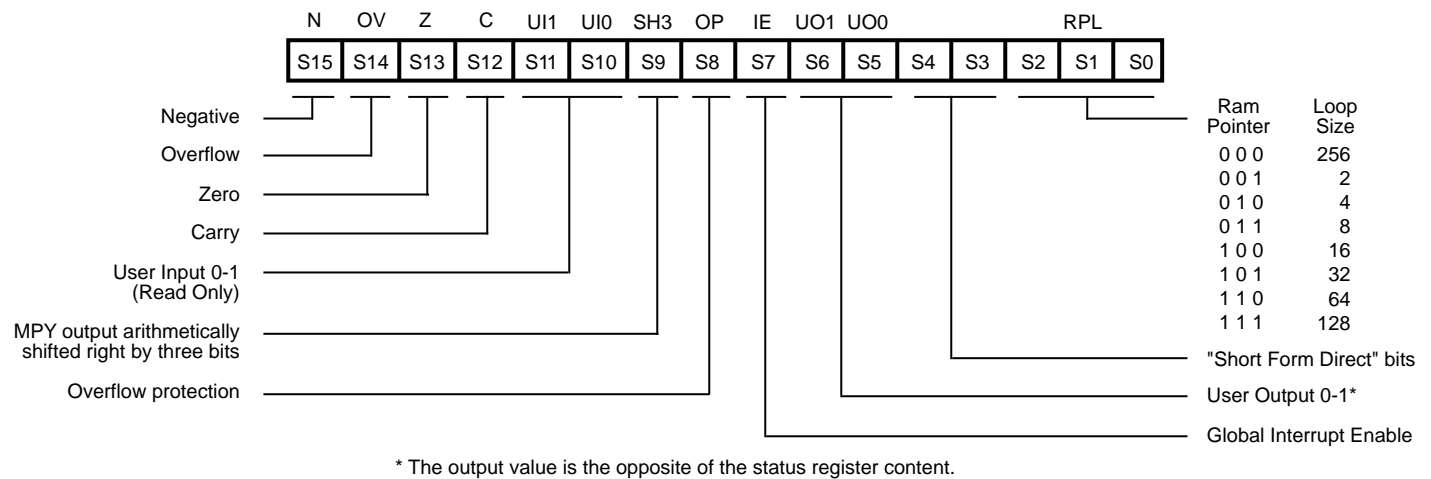 N OV Z C UI1 UI0 SH3 OP IE UO1 UO0 RPL
S15 S14 S13 S12 S11 S10 S9 S8 S7 S6 S5 S4 S3 S2 S1 S0
Negative
Overflow
Zero
Carry
User Input 0-1
(Read Only)
MPY output arithmetically
shifted right by three bits
Overflow protection
Ram Loop
Pointer Size
0 0 0 256
0 0 1 2
0 1 0 4
0 1 1 8
1 0 0 16
1 0 1 32
1 1 0 64
1 1 1 128
"Short Form Direct" bits
User Output 0-1*
Global Interrupt Enable
* The output value is the opposite of the status register content.